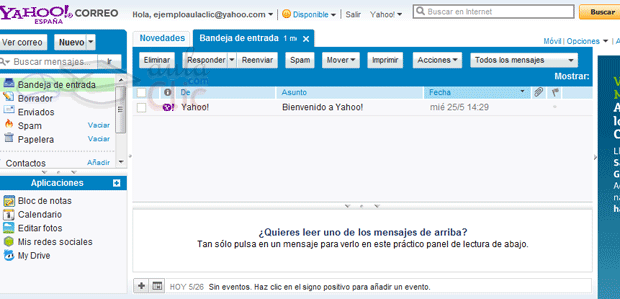 YAHOO! CORREO
ESPAÑA
Hola, ejemploaulaclic@yahoo.com
Disponible
Salir
Yahoo!
Buscar en Internet
Buscar
Ver correo
Nuevo
Novedades
Bandeja de entrada
Móvil | Opciones
Buscar mensajes...
Ir
Eliminar
Responder
Reenviar
Spam
Mover
Imprimir
Acciones
Todos los mensajes
Mostrar:
Bandeja de entrada
Borrador
Enviados
Spam Vaciar
Papelera Vaciar
Contactos Añadir
aula
.com
Clic
De Asunto Fecha
Yahoo! Bienvenido a Yahoo! mié 25/5 14:29
Aplicaciones
Bloc de notas
Calendario
Editar fotos
Mis redes sociales
My Drive
¿Quieres leer uno de los mensajes de arriba?
Tan sólo pulsa en un mensaje para verlo en este práctico panel de lectura de abajo.
HOY 5/26 Sin eventos. Haz clic en el signo positivo para añadir un evento.